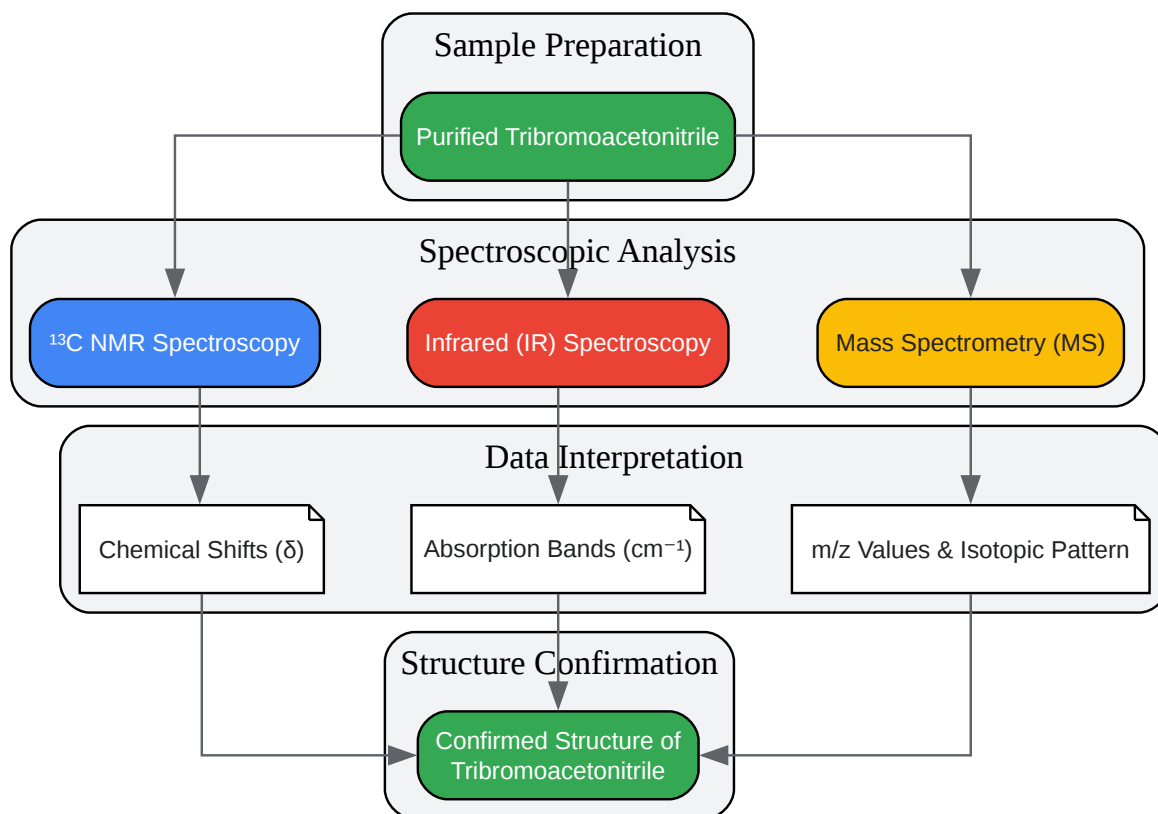 Sample Preparation
Purified Tribromoacetonitrile
Spectroscopic Analysis
¹³C NMR Spectroscopy
Infrared (IR) Spectroscopy
Mass Spectrometry (MS)
Data Interpretation
Chemical Shifts (δ)
Absorption Bands (cm⁻¹)
m/z Values & Isotopic Pattern
Structure Confirmation
Confirmed Structure of
Tribromoacetonitrile